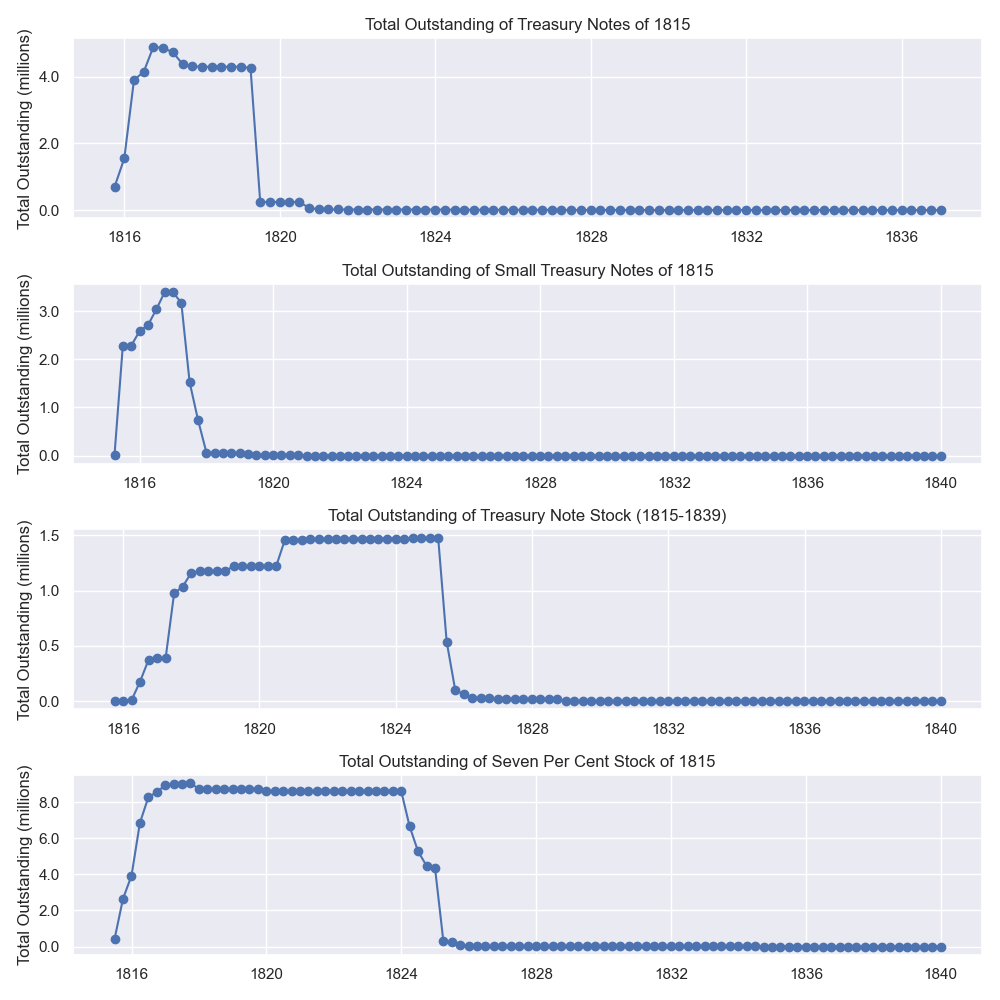 Total Outstanding of Treasury Notes of 1815
Total Outstanding (millions)
4.0
2.0
0.0
1816 1820 1824 1828 1832 1836
Total Outstanding of Small Treasury Notes of 1815
Total Outstanding (millions)
3.0
2.0
1.0
0.0
1816 1820 1824 1828 1832 1836 1840
Total Outstanding of Treasury Note Stock (1815-1839)
Total Outstanding (millions)
1.5
1.0
0.5
0.0
1816 1820 1824 1828 1832 1836 1840
Total Outstanding of Seven Per Cent Stock of 1815
Total Outstanding (millions)
8.0
6.0
4.0
2.0
0.0
1816 1820 1824 1828 1832 1836 1840